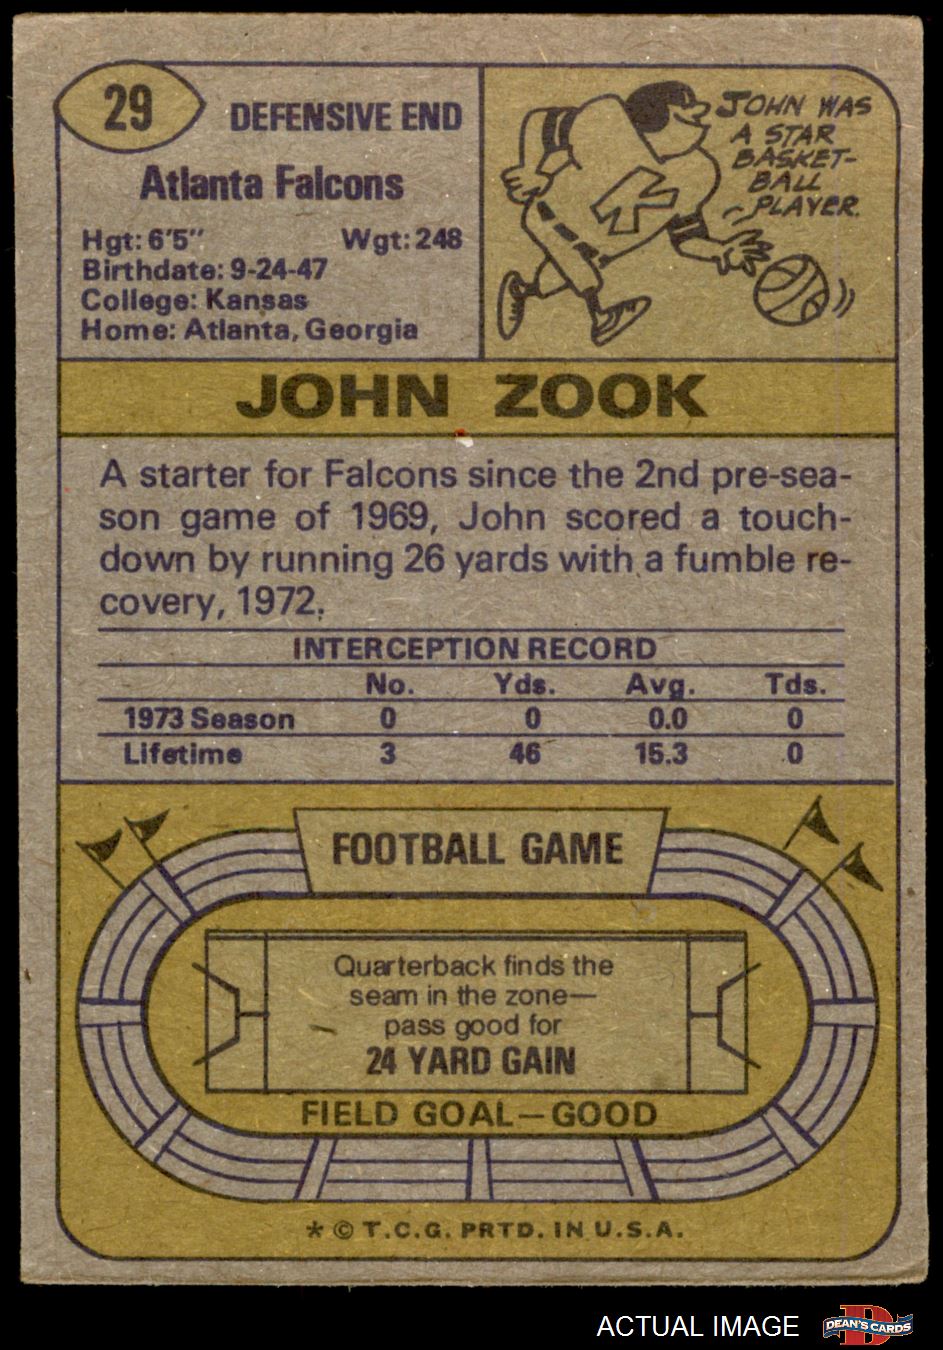 29
DEFENSIVE END
Atlanta Falcons
Hgt: 6'5" Wgt: 248
Birthdate: 9-24-47
College: Kansas
Home: Atlanta, Georgia
JOHN WAS
A STAR
BASKET-
BALL
PLAYER.
K
JOHN ZOOK
A starter for Falcons since the 2nd pre-sea-
son game of 1969, John scored a touch-
down by running 26 yards with a fumble re-
covery, 1972.
INTERCEPTION RECORD
No. Yds. Avg. Tds.
1973 Season 0 0 0.0 0
Lifetime 3 46 15.3 0
FOOTBALL GAME
Quarterback finds the
seam in the zone—
pass good for
24 YARD GAIN
FIELD GOAL—GOOD
* © T.C.G. PRTD. IN U.S.A.
ACTUAL IMAGE
D
DEAN'S CARDS